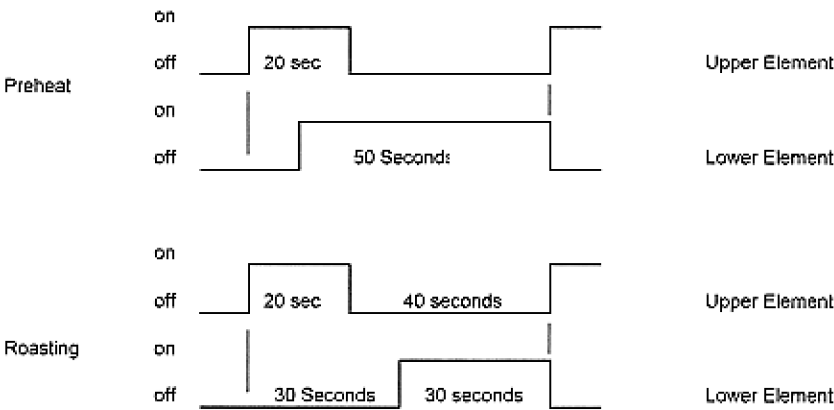 on
off 20 sec Upper Element
Preheat
on
off 50 Seconds Lower Element
on
off 20 sec 40 seconds Upper Element
Roasting on
off 30 Seconds 30 seconds Lower Element